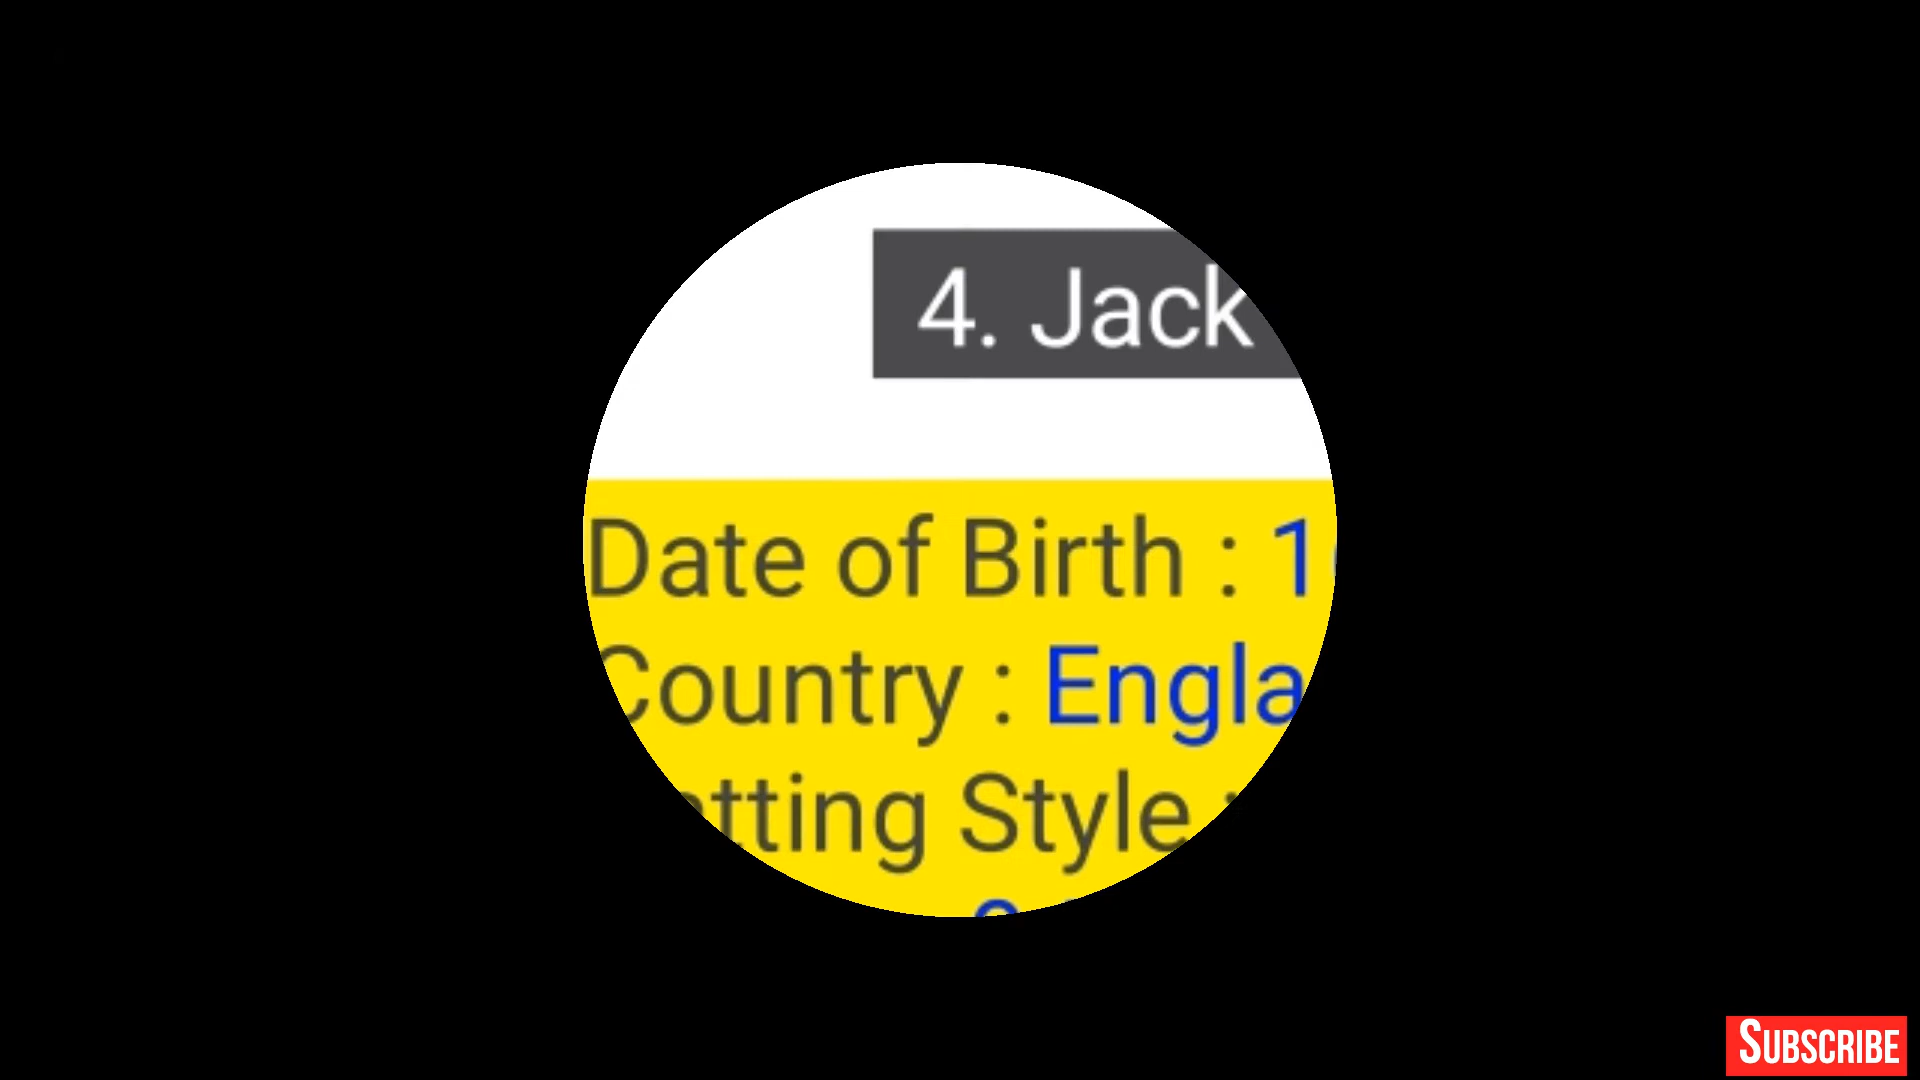 4. Jack
Date of Birth : 1
Country : Engla
tting Style :
SUBSCRIBE